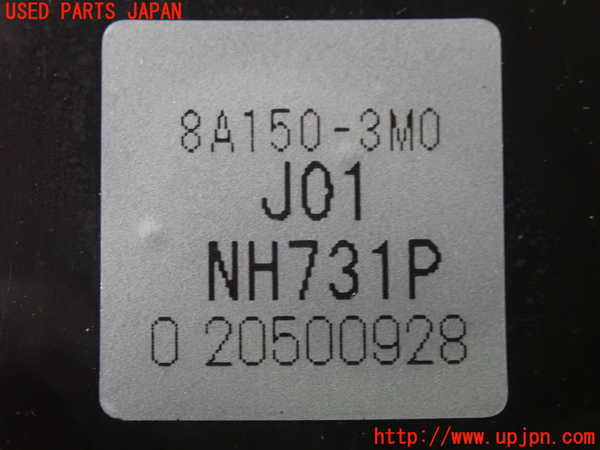 USED PARTS JAPAN
8A150-3M0
J01
NH731P
0 20500928
http://www.upjpn.com